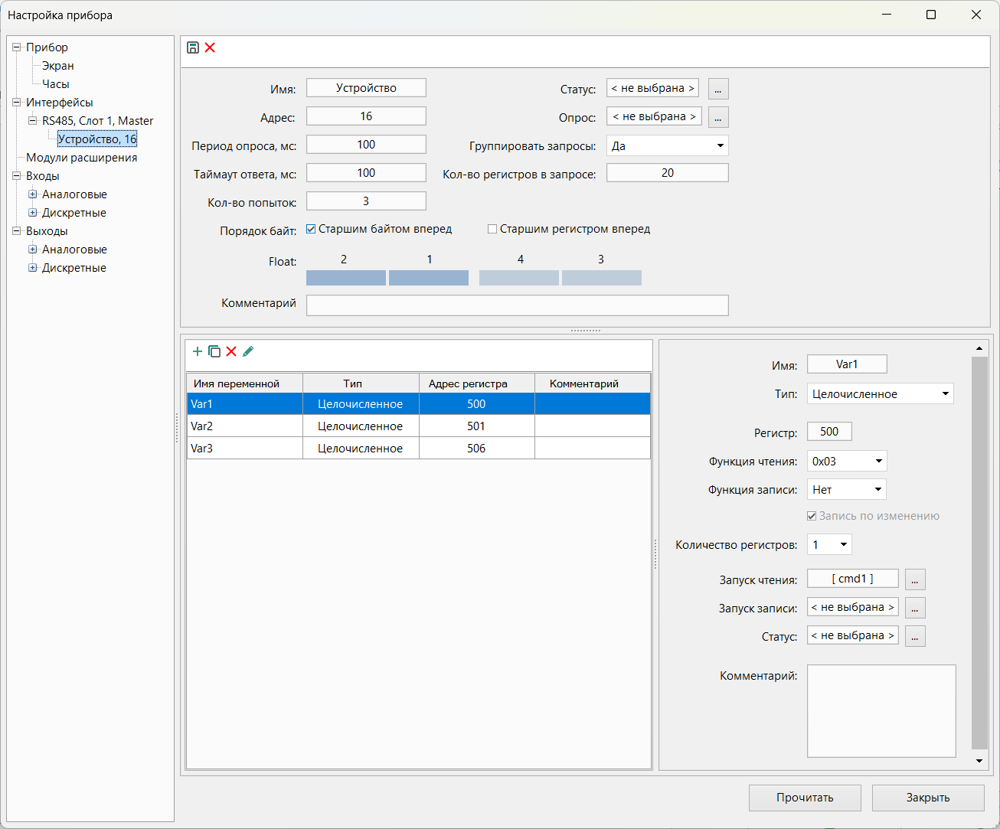 Настройка прибора
Прибор
Экран
Часы
Интерфейсы
RS485, Слот 1, Master
Устройство, 16
Модули расширения
Входы
Аналоговые
Дискретные
Выходы
Аналоговые
Дискретные
Имя: Устройство Статус: < не выбрана > ...
Адрес: 16 Опрос: < не выбрана > ...
Период опроса, мс: 100 Группировать запросы: Да
Таймаут ответа, мс: 100 Кол-во регистров в запросе: 20
Кол-во попыток: 3
Порядок байт: Старшим байтом вперед Старшим регистром вперед
Float: 2 1 4 3
Комментарий
Имя переменной Тип Адрес регистра Комментарий
Var1 Целочисленное 500
Var2 Целочисленное 501
Var3 Целочисленное 506
Имя: Var1
Тип: Целочисленное
Регистр: 500
Функция чтения: 0x03
Функция записи: Нет
Запись по изменению
Количество регистров: 1
Запуск чтения: [ cmd1 ] ...
Запуск записи: < не выбрана > ...
Статус: < не выбрана > ...
Комментарий:
Прочитать Закрыть